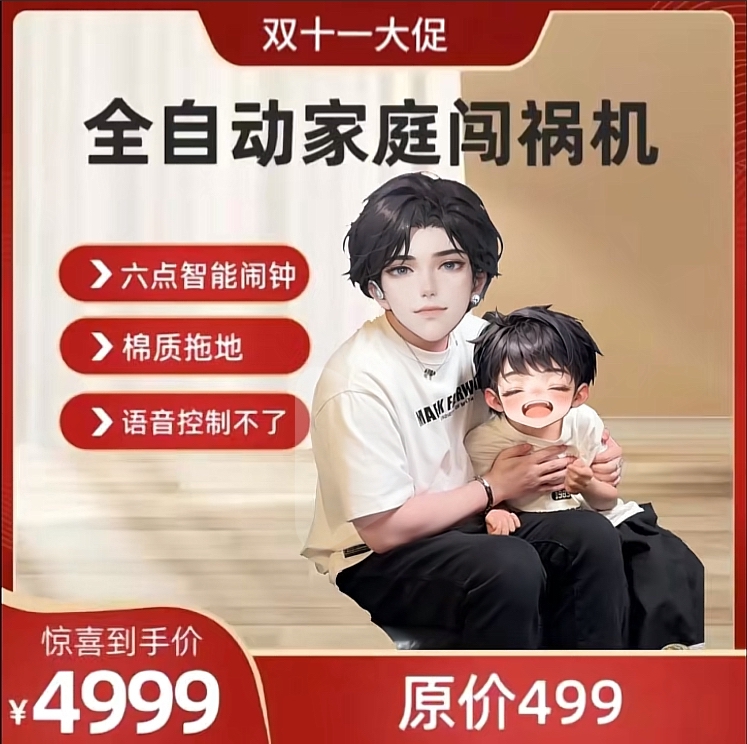 双十一大促
全自动家庭闯祸机
六点智能闹钟
棉质拖地
语音控制不了
惊喜到手价
¥4999
原价499